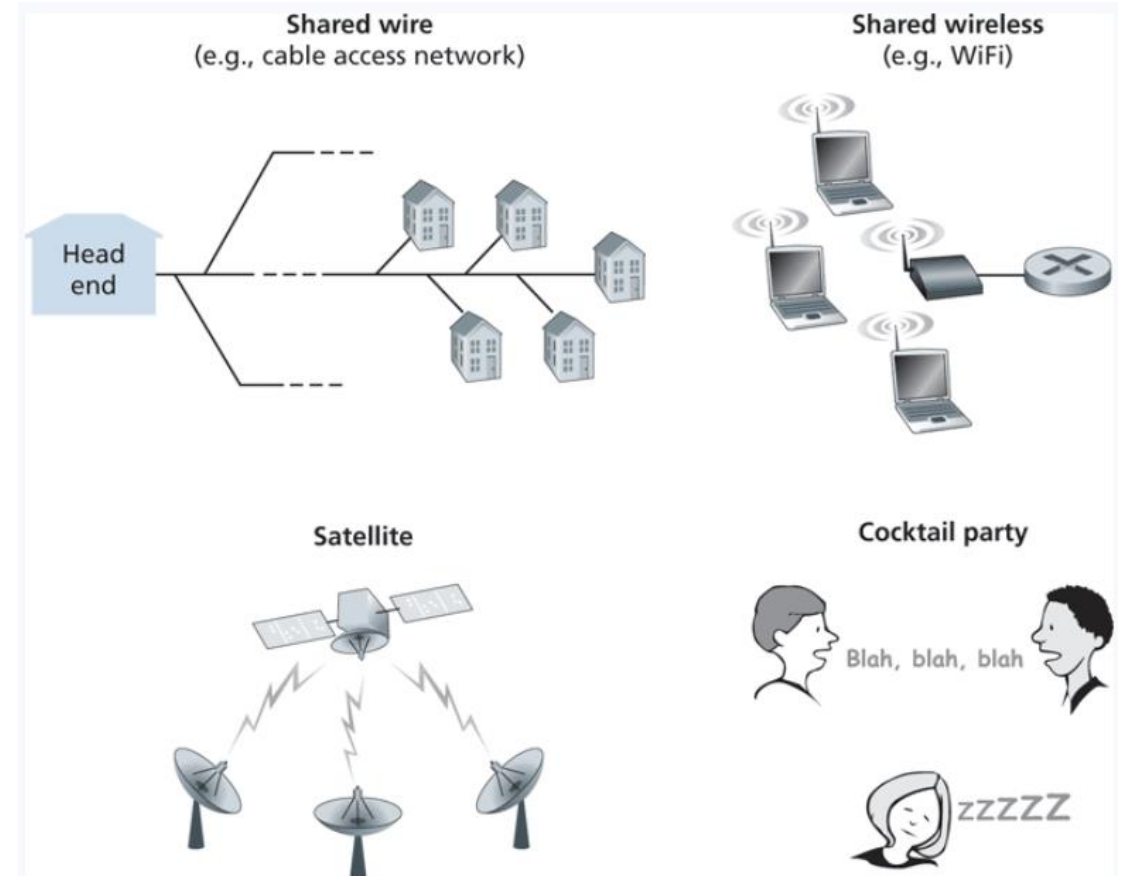 Shared wire
(e.g., cable access network)
Shared wireless
(e.g., WiFi)
Head
end
Satellite
Cocktail party
Blah, blah, blah
zzzzz